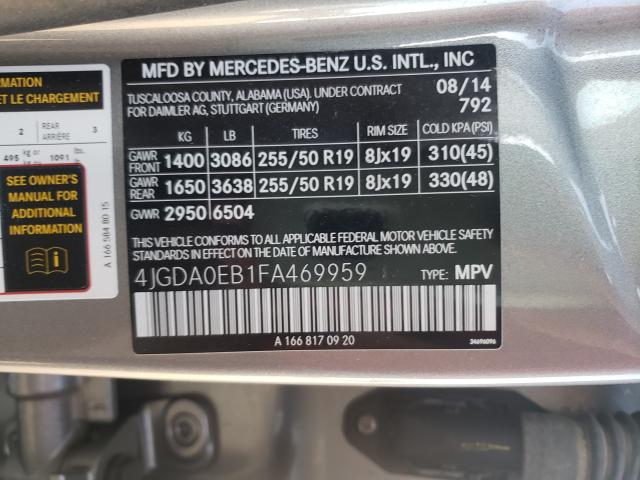 ORMATION
ET LE CHARGEMENT
2 REAR ARRIÈRE 3
495 kg or 1091 lb.
SEE OWNER'S
MANUAL FOR
ADDITIONAL
INFORMATION
A 166 584 80 15
MFD BY MERCEDES-BENZ U.S. INTL., INC
TUSCALOOSA COUNTY, ALABAMA (USA). UNDER CONTRACT 08/14
FOR DAIMLER AG, STUTTGART (GERMANY) 792
KG LB TIRES RIM SIZE COLD KPA(PSI)
GAWR FRONT 1400 3086 255/50 R19 8Jx19 310(45)
GAWR REAR 1650 3638 255/50 R19 8Jx19 330(48)
GVWR 2950 6504
THIS VEHICLE CONFORMS TO ALL APPLICABLE FEDERAL MOTOR VEHICLE SAFETY
STANDARDS IN EFFECT ON THE DATE OF MANUFACTURE SHOWN ABOVE.
4JGDA0EB1FA469959 TYPE: MPV
A 166 817 09 20
34696096